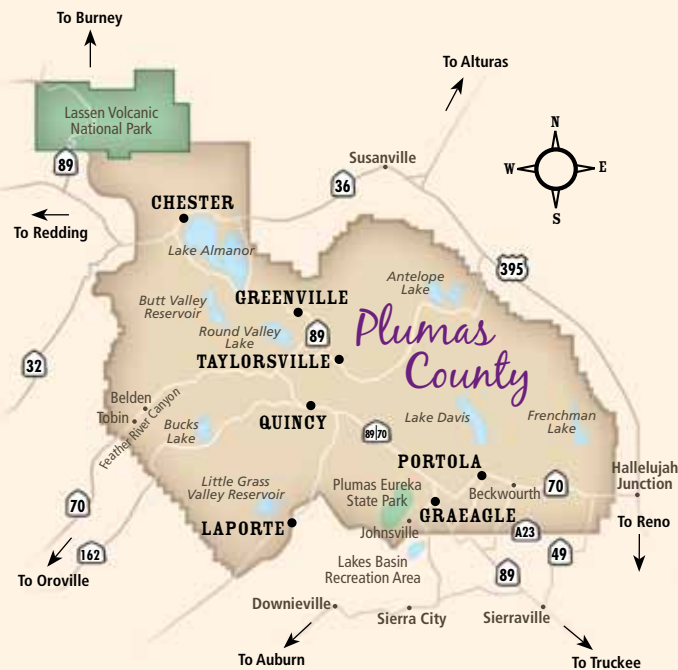 To Burney
To Alturas
Lassen Volcanic
National Park
N
W E
S
89
Susanville
36
CHESTER
To Redding
Lake Almanor
395
Antelope
Lake
GREENVILLE
Butt Valley
Reservoir
Round Valley
Lake
89
Plumas
County
TAYLORSVILLE
32
Belden
Tobin
Feather River Canyon
QUINCY
Bucks
Lake
89|70
Lake Davis
Frenchman
Lake
PORTOLA
Hallelujah
Junction
Little Grass
Valley Reservoir
Plumas Eureka
State Park
Beckwourth
70
GRAEAGLE
LAPORTE
Johnsville
A23
To Reno
70
162
49
Lakes Basin
Recreation Area
89
To Oroville
Downieville
Sierra City
Sierraville
To Auburn
To Truckee